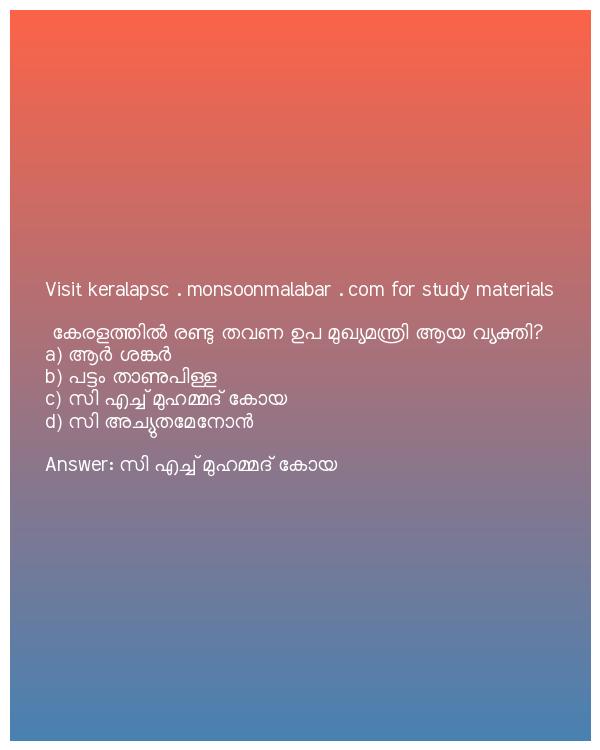 Visit keralapsc . monsoonmalabar . com for study materials
കേരളത്തിൽ രണ്ടു തവണ ഉപ മുഖ്യമന്ത്രി ആയ വ്യക്തി?
a) ആർ ശങ്കർ
b) പട്ടം താണുപിള്ള
c) സി എച്ച് മുഹമ്മദ് കോയ
d) സി അച്യുതമേനോൻ
Answer: സി എച്ച് മുഹമ്മദ് കോയ